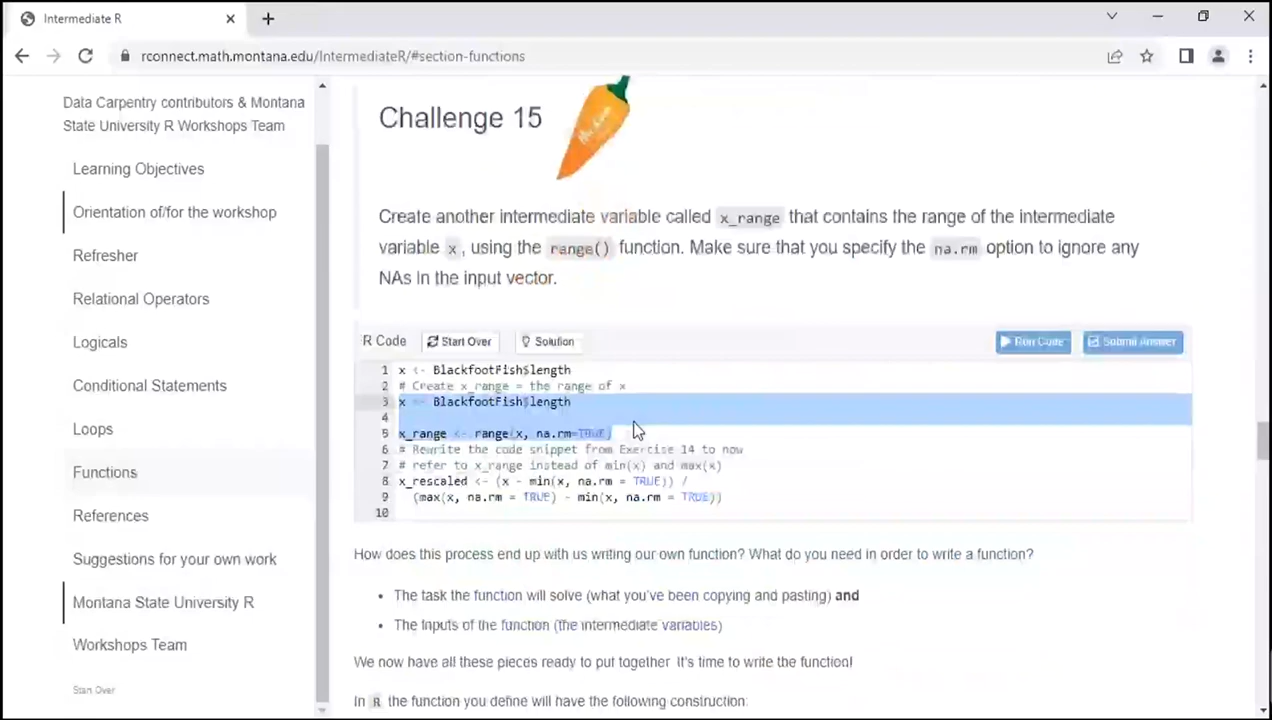 Intermediate R
rconnect.math.montana.edu/IntermediateR/#section-functions
Data Carpentry contributors & Montana
State University R Workshops Team
Learning Objectives
Orientation of/for the workshop
Refresher
Relational Operators
Logicals
Conditional Statements
Loops
Functions
References
Suggestions for your own work
Montana State University R
Workshops Team
Start Over
Challenge 15
Create another intermediate variable called x_range that contains the range of the intermediate
variable x, using the range() function. Make sure that you specify the na.rm option to ignore any
NAs in the input vector.
R Code Start Over Solution Run Code Submit Answer
1 x <- BlackfootFish$length
2 # Create x_range = the range of x
3 x <- BlackfootFish$length
4
5 x_range <- range(x, na.rm=TRUE)
6 # Rewrite the code snippet from Exercise 14 to now
7 # refer to x_range instead of min(x) and max(x)
8 x_rescaled <- (x - min(x, na.rm = TRUE)) /
9 (max(x, na.rm = TRUE) - min(x, na.rm = TRUE))
10
How does this process end up with us writing our own function? What do you need in order to write a function?
• The task the function will solve (what you've been copying and pasting) and
• The inputs of the function (the intermediate variables)
We now have all these pieces ready to put together. It's time to write the function!
In R the function you define will have the following construction: